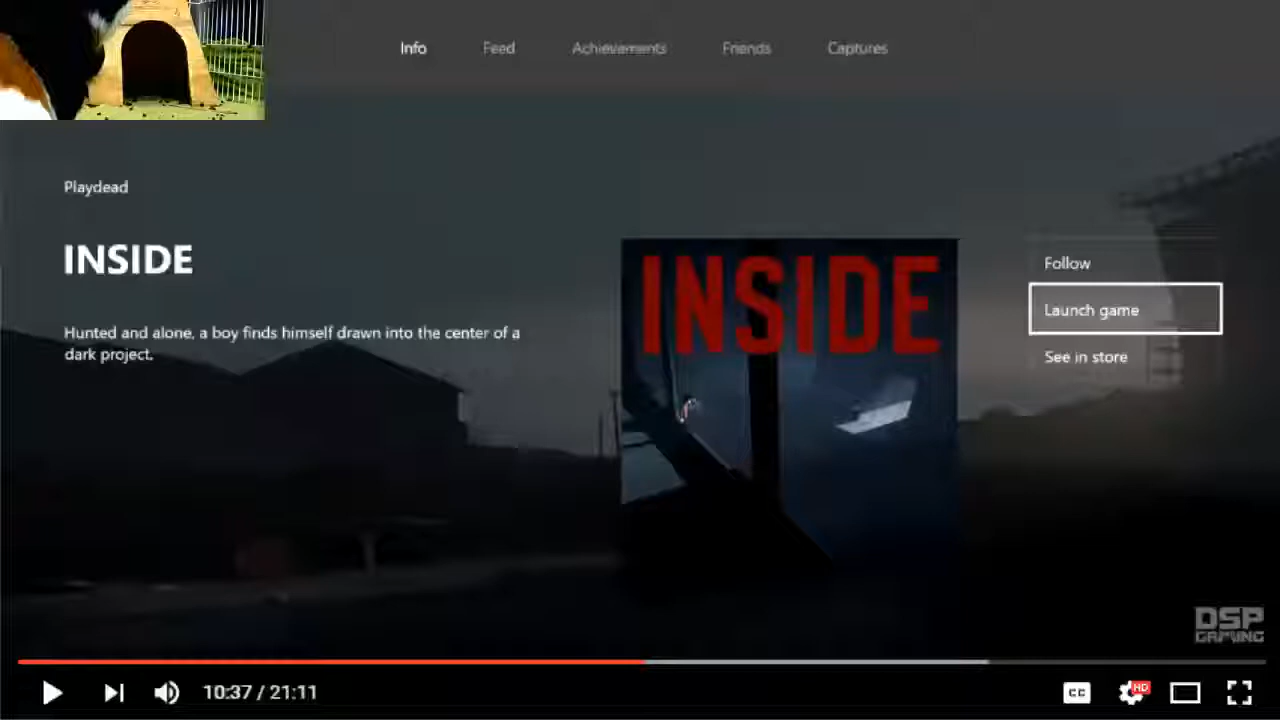 Info Feed Achievements Friends Captures
Playdead
INSIDE
Hunted and alone, a boy finds himself drawn into the center of a
dark project.
INSIDE
Follow
Launch game
See in store
DSP
GAMING
10:37 / 21:11
CC
HD